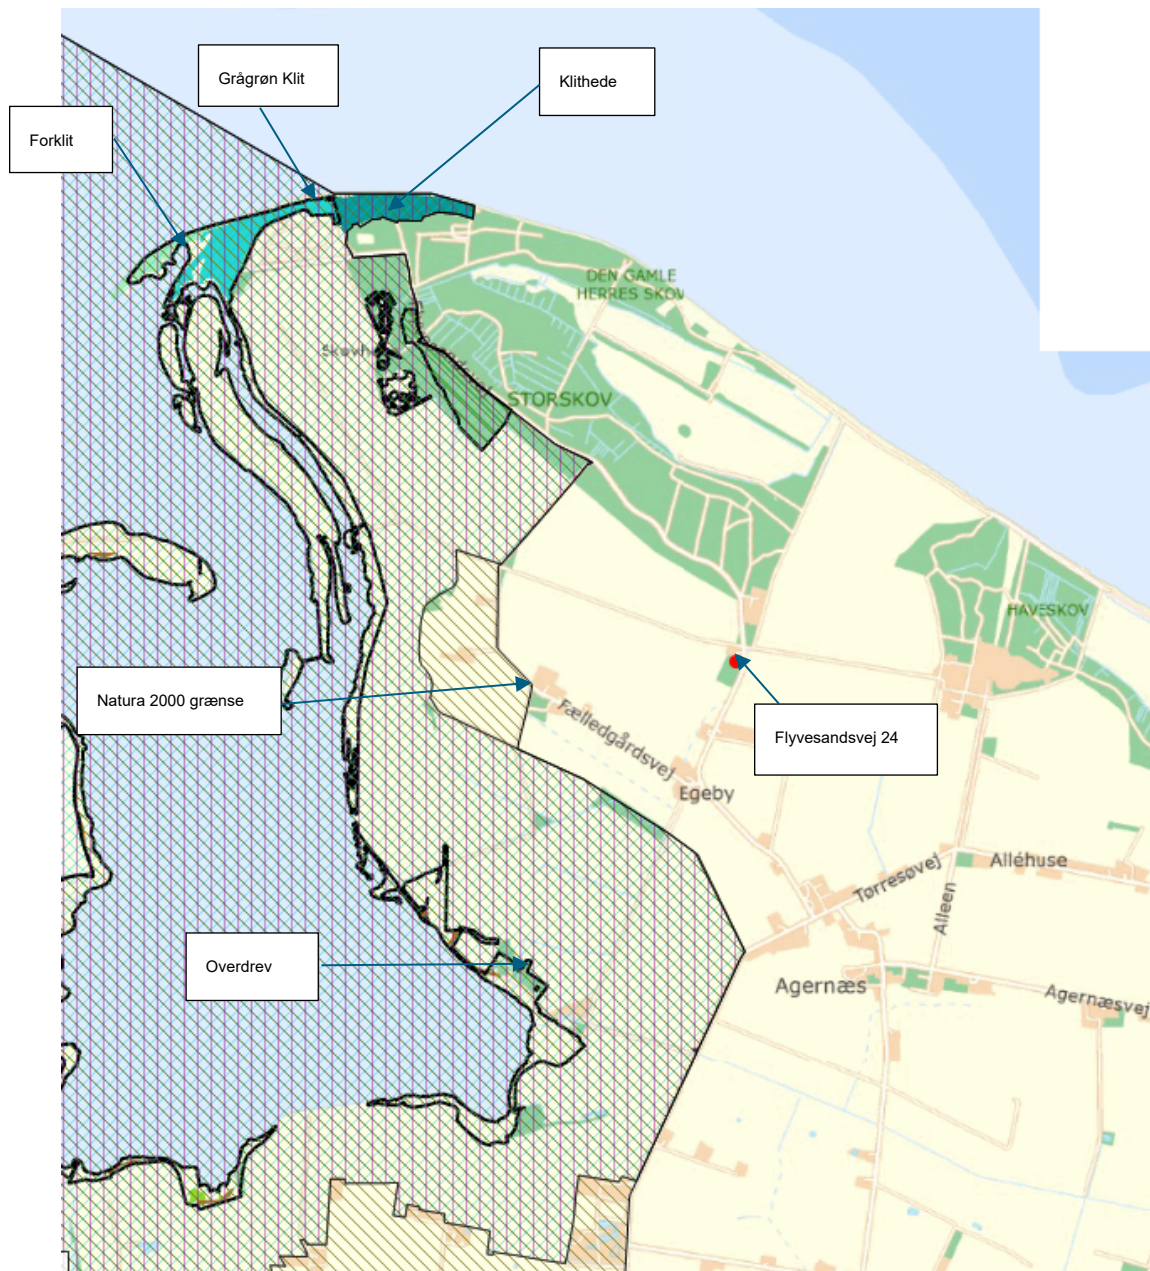 Grågrøn Klit
Klithede
Forklit
DEN GAMLE
HERRES SKOV
STORSKOV
HAVESKOV
Natura 2000 grænse
Fælledgårdsvej
Flyvesandsvej 24
Egeby
Alléhuse
Tørresøvej
Alleen
Overdrev
Agernæs
Agernæsvej